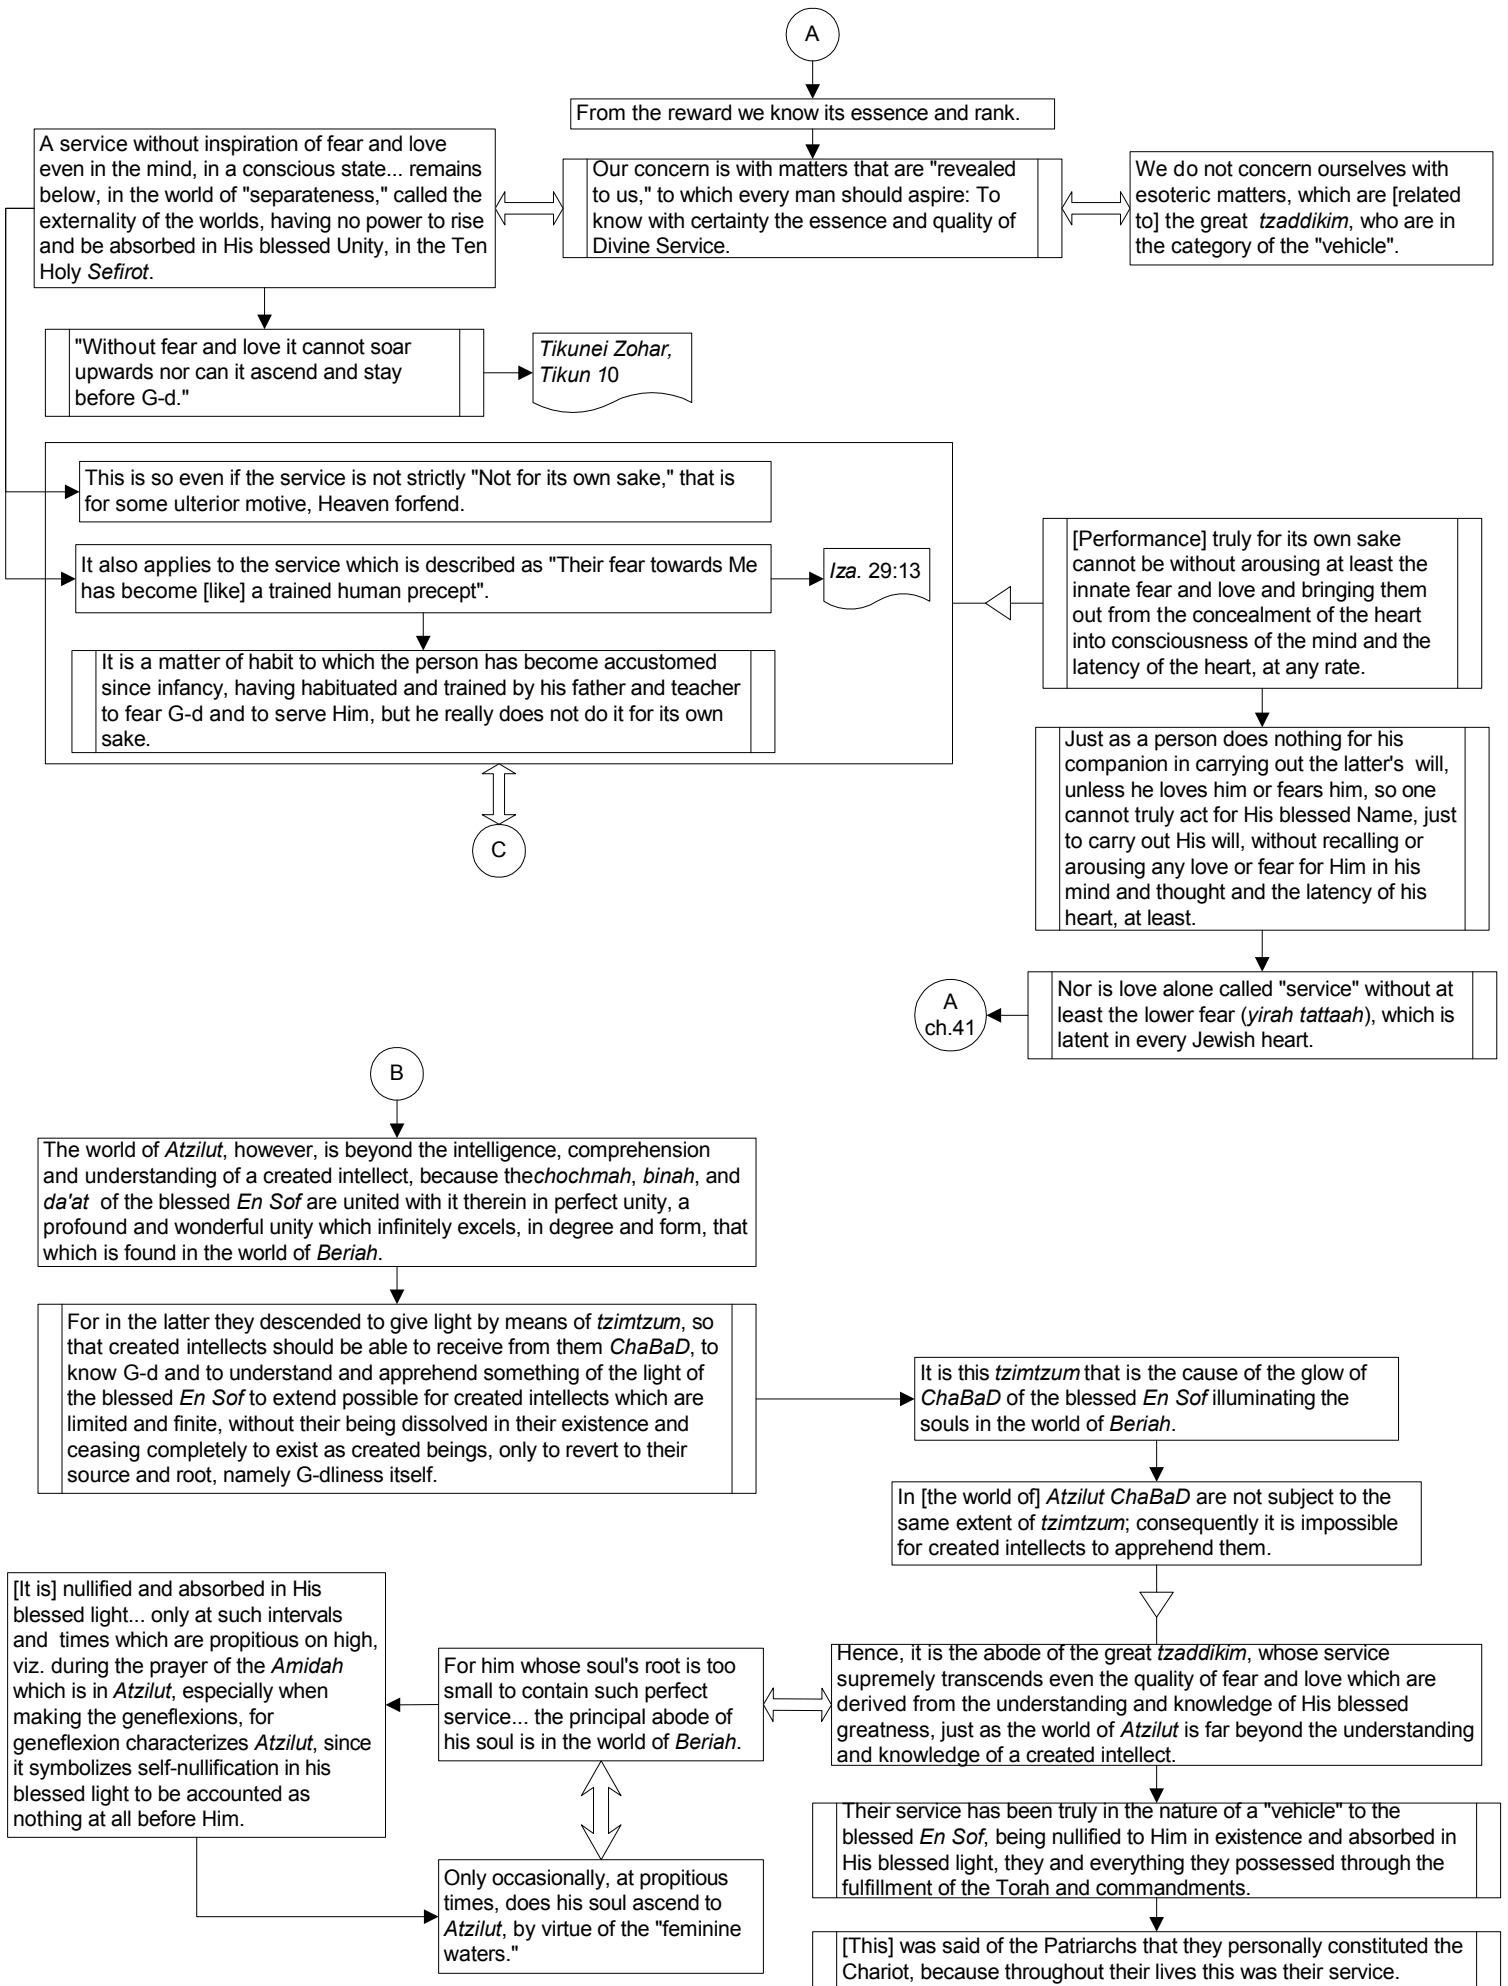 A
From the reward we know its essence and rank.
A service without inspiration of fear and love
even in the mind, in a conscious state... remains
below, in the world of "separateness," called the
externality of the worlds, having no power to rise
and be absorbed in His blessed Unity, in the Ten
Holy Sefirot.
Our concern is with matters that are "revealed
to us," to which every man should aspire: To
know with certainty the essence and quality of
Divine Service.
We do not concern ourselves with
esoteric matters, which are [related
to] the great tzaddikim, who are in
the category of the "vehicle".
"Without fear and love it cannot soar
upwards nor can it ascend and stay
before G-d."
Tikunei Zohar,
Tikun 10
This is so even if the service is not strictly "Not for its own sake," that is
for some ulterior motive, Heaven forfend.
It also applies to the service which is described as "Their fear towards Me
has become [like] a trained human precept".
Iza. 29:13
It is a matter of habit to which the person has become accustomed
since infancy, having habituated and trained by his father and teacher
to fear G-d and to serve Him, but he really does not do it for its own
sake.
C
[Performance] truly for its own sake
cannot be without arousing at least the
innate fear and love and bringing them
out from the concealment of the heart
into consciousness of the mind and the
latency of the heart, at any rate.
Just as a person does nothing for his
companion in carrying out the latter's will,
unless he loves him or fears him, so one
cannot truly act for His blessed Name, just
to carry out His will, without recalling or
arousing any love or fear for Him in his
mind and thought and the latency of his
heart, at least.
Nor is love alone called "service" without at
least the lower fear (yirah tattaah), which is
latent in every Jewish heart.
A
ch.41
B
The world of Atzilut, however, is beyond the intelligence, comprehension
and understanding of a created intellect, because thechochmah, binah, and
da'at of the blessed En Sof are united with it therein in perfect unity, a
profound and wonderful unity which infinitely excels, in degree and form, that
which is found in the world of Beriah.
For in the latter they descended to give light by means of tzimtzum, so
that created intellects should be able to receive from them ChaBaD, to
know G-d and to understand and apprehend something of the light of
the blessed En Sof to extend possible for created intellects which are
limited and finite, without their being dissolved in their existence and
ceasing completely to exist as created beings, only to revert to their
source and root, namely G-dliness itself.
It is this tzimtzum that is the cause of the glow of
ChaBaD of the blessed En Sof illuminating the
souls in the world of Beriah.
In [the world of] Atzilut ChaBaD are not subject to the
same extent of tzimtzum; consequently it is impossible
for created intellects to apprehend them.
Hence, it is the abode of the great tzaddikim, whose service
supremely transcends even the quality of fear and love which are
derived from the understanding and knowledge of His blessed
greatness, just as the world of Atzilut is far beyond the understanding
and knowledge of a created intellect.
For him whose soul's root is too
small to contain such perfect
service... the principal abode of
his soul is in the world of Beriah.
[It is] nullified and absorbed in His
blessed light... only at such intervals
and times which are propitious on high,
viz. during the prayer of the Amidah
which is in Atzilut, especially when
making the geneflexions, for
geneflexion characterizes Atzilut, since
it symbolizes self-nullification in his
blessed light to be accounted as
nothing at all before Him.
Only occasionally, at propitious
times, does his soul ascend to
Atzilut, by virtue of the "feminine
waters."
Their service has been truly in the nature of a "vehicle" to the
blessed En Sof, being nullified to Him in existence and absorbed in
His blessed light, they and everything they possessed through the
fulfillment of the Torah and commandments.
[This] was said of the Patriarchs that they personally constituted the
Chariot, because throughout their lives this was their service.